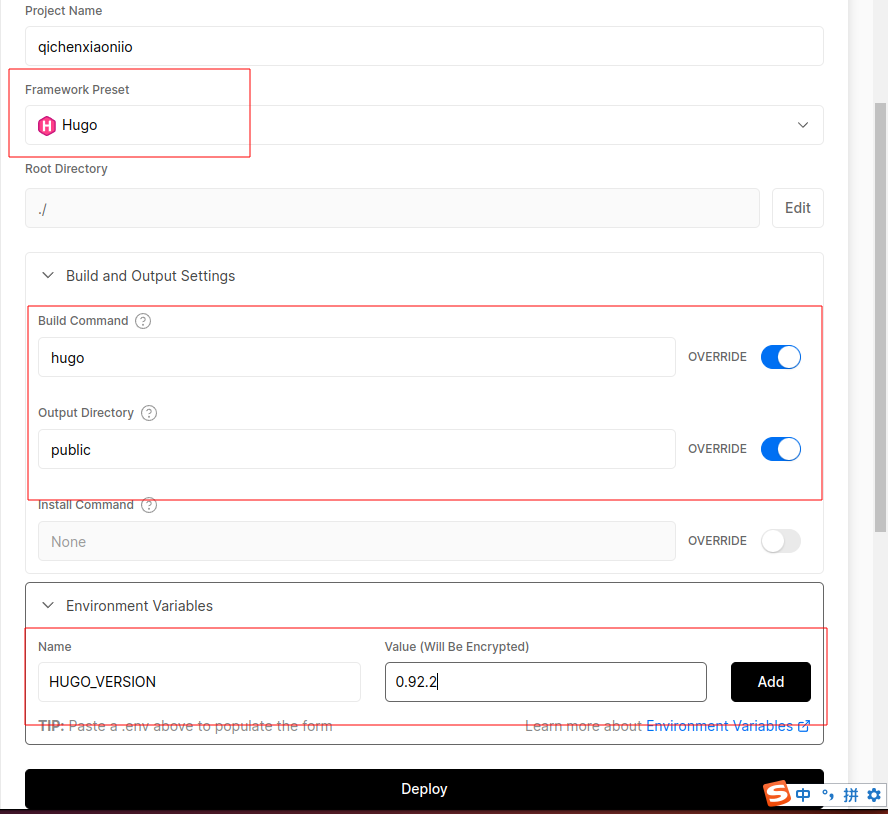 Project Name
qichenxiaoniio
Framework Preset
H Hugo
Root Directory
./
Edit
Build and Output Settings
Build Command ?
hugo
OVERRIDE
Output Directory ?
public
OVERRIDE
Install Command ?
None
OVERRIDE
Environment Variables
Name
Value (Will Be Encrypted)
HUGO_VERSION
0.92.2
Add
TIP: Paste a .env above to populate the form
Learn more about Environment Variables
Deploy
S 中 °, 拼